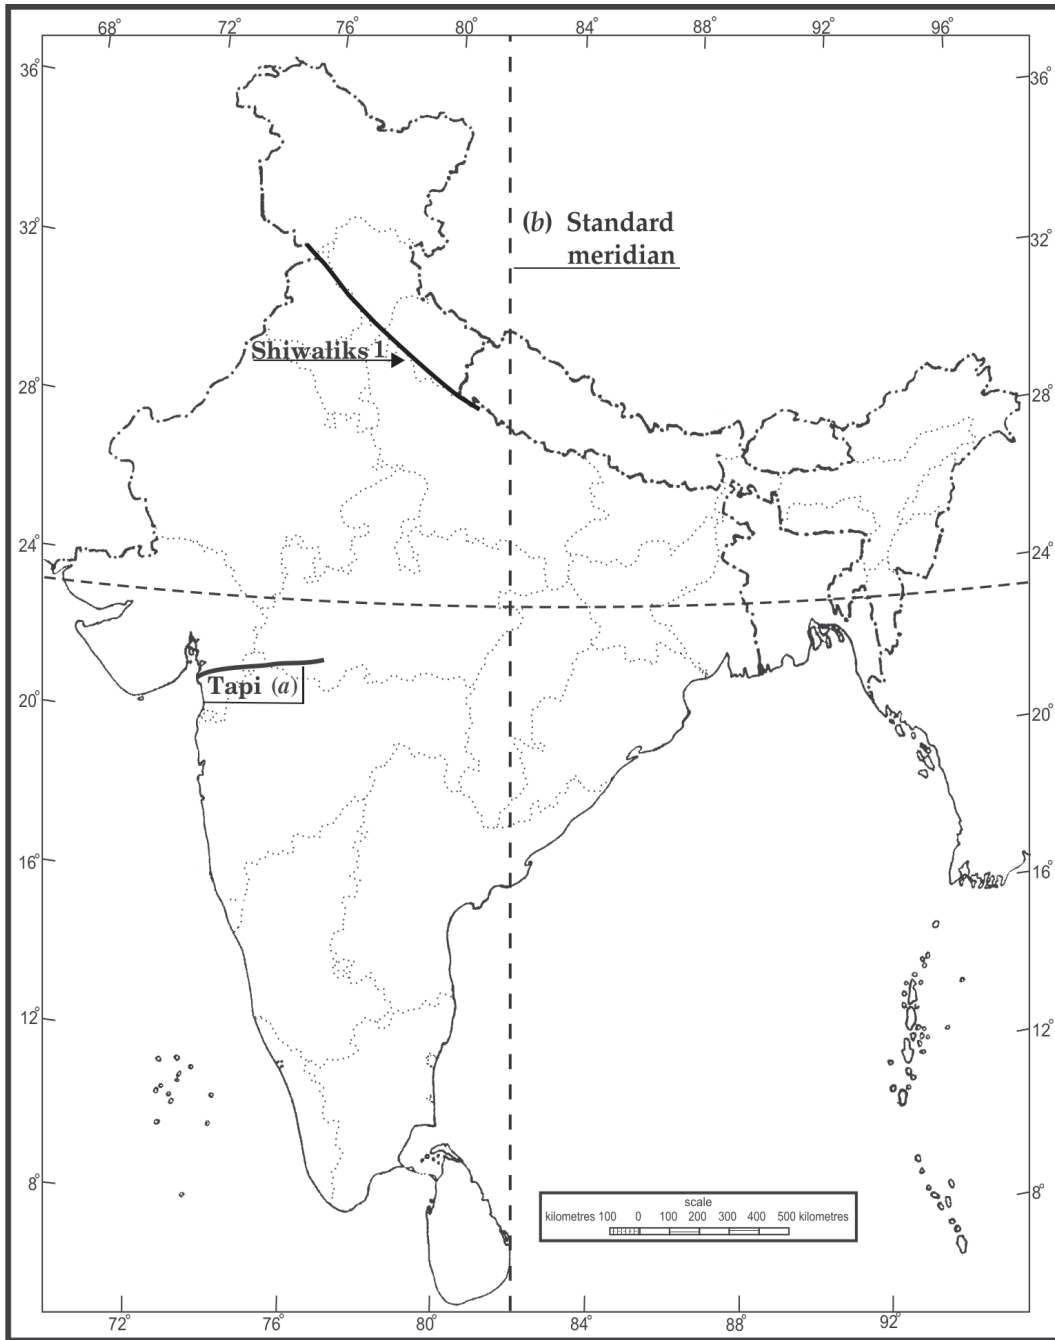 68° 72° 76° 80° 84° 88° 92° 96°
36° 36°
(b) Standard
meridian
32° 32°
Shiwaliks 1
28° 28°
24° 24°
Tapi (a)
20° 20°
16° 16°
12° 12°
8° 8°
scale
kilometres 100 0 100 200 300 400 500 kilometres
72° 76° 80° 84° 88° 92°